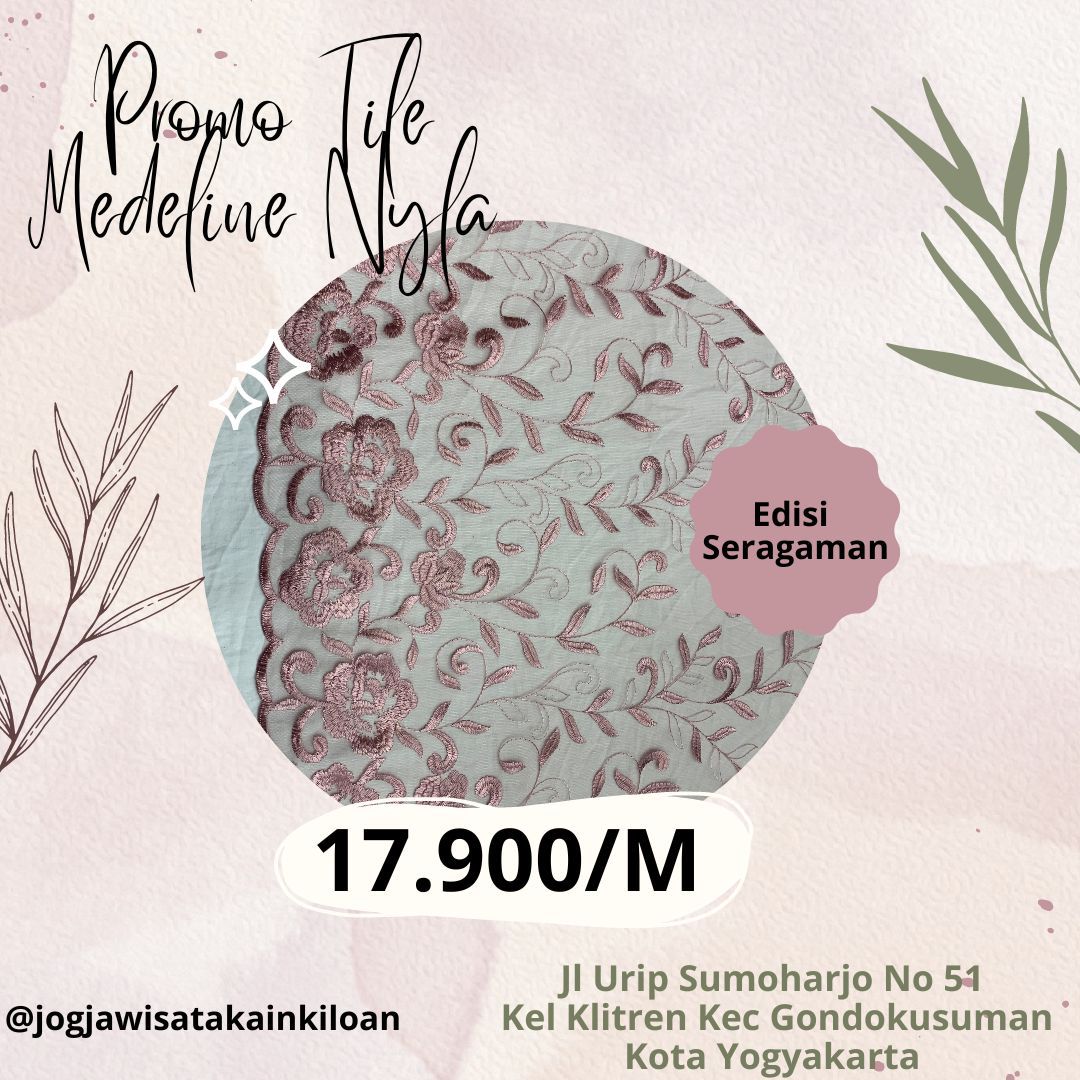 Promo Tile
Medeline Nyla
Edisi
Seragaman
17.900/M
@jogjawisatakainkiloan
Jl Urip Sumoharjo No 51
Kel Klitren Kec Gondokusuman
Kota Yogyakarta